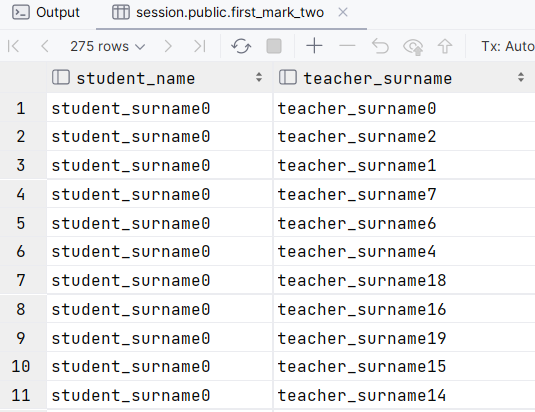 Output session.public.first_mark_two
275 rows Tx: Auto
student_name teacher_surname
1 student_surname0 teacher_surname0
2 student_surname0 teacher_surname2
3 student_surname0 teacher_surname1
4 student_surname0 teacher_surname7
5 student_surname0 teacher_surname6
6 student_surname0 teacher_surname4
7 student_surname0 teacher_surname18
8 student_surname0 teacher_surname16
9 student_surname0 teacher_surname19
10 student_surname0 teacher_surname15
11 student_surname0 teacher_surname14